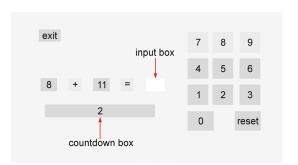 exit
input box
8 + 11 =
2
countdown box
7 8 9
4 5 6
1 2 3
0 reset